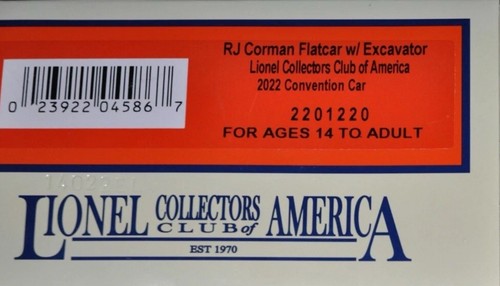 RJ Corman Flatcar w/ Excavator
Lionel Collectors Club of America
2022 Convention Car
2201220
FOR AGES 14 TO ADULT
0 23922 04586 7
LIONEL COLLECTORS CLUB of AMERICA
EST 1970